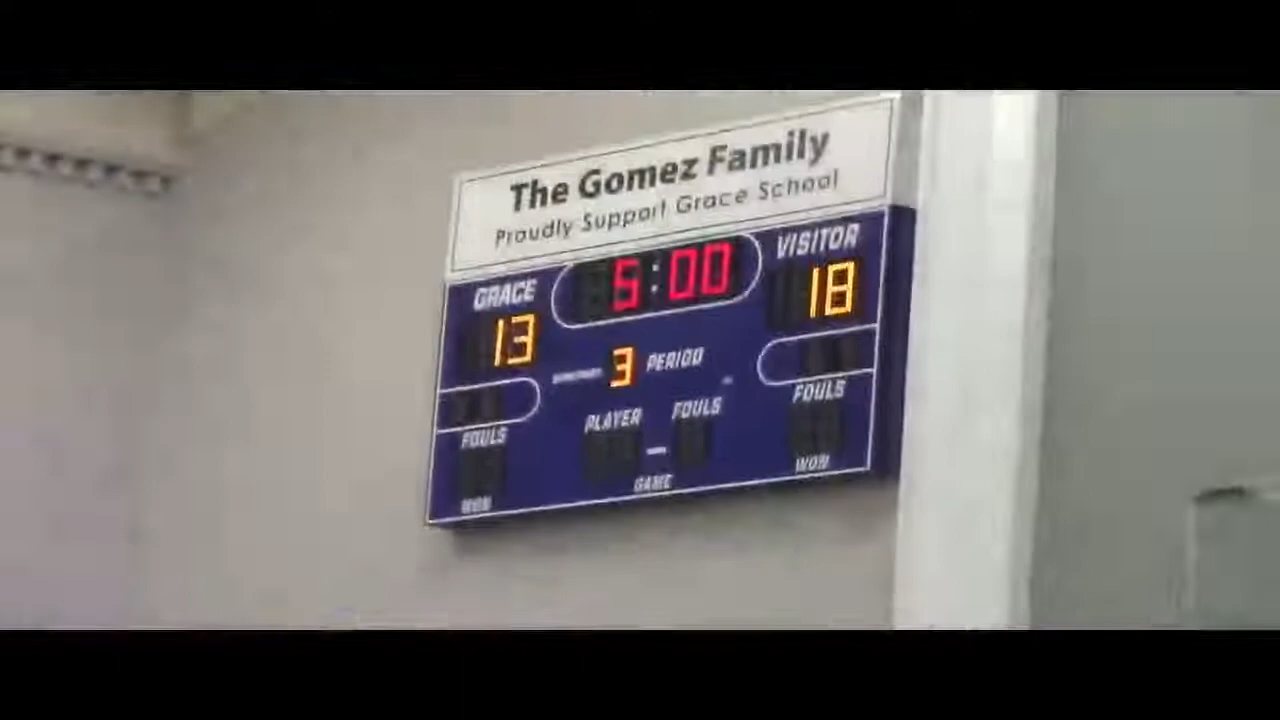 The Gomez Family
Proudly Support Grace School
GRACE 5:00 VISITOR
13 18
3 PERIOD
FOULS PLAYER FOULS FOULS
WON GAME WON